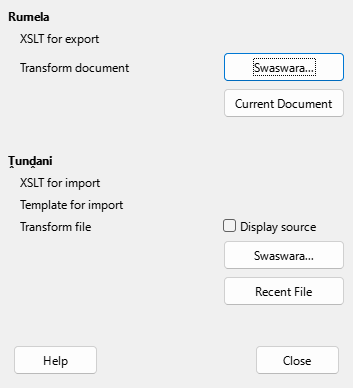 Rumela
XSLT for export
Transform document
Swaswara...
Current Document
Ṱunḓani
XSLT for import
Template for import
Transform file
Display source
Swaswara...
Recent File
Help
Close